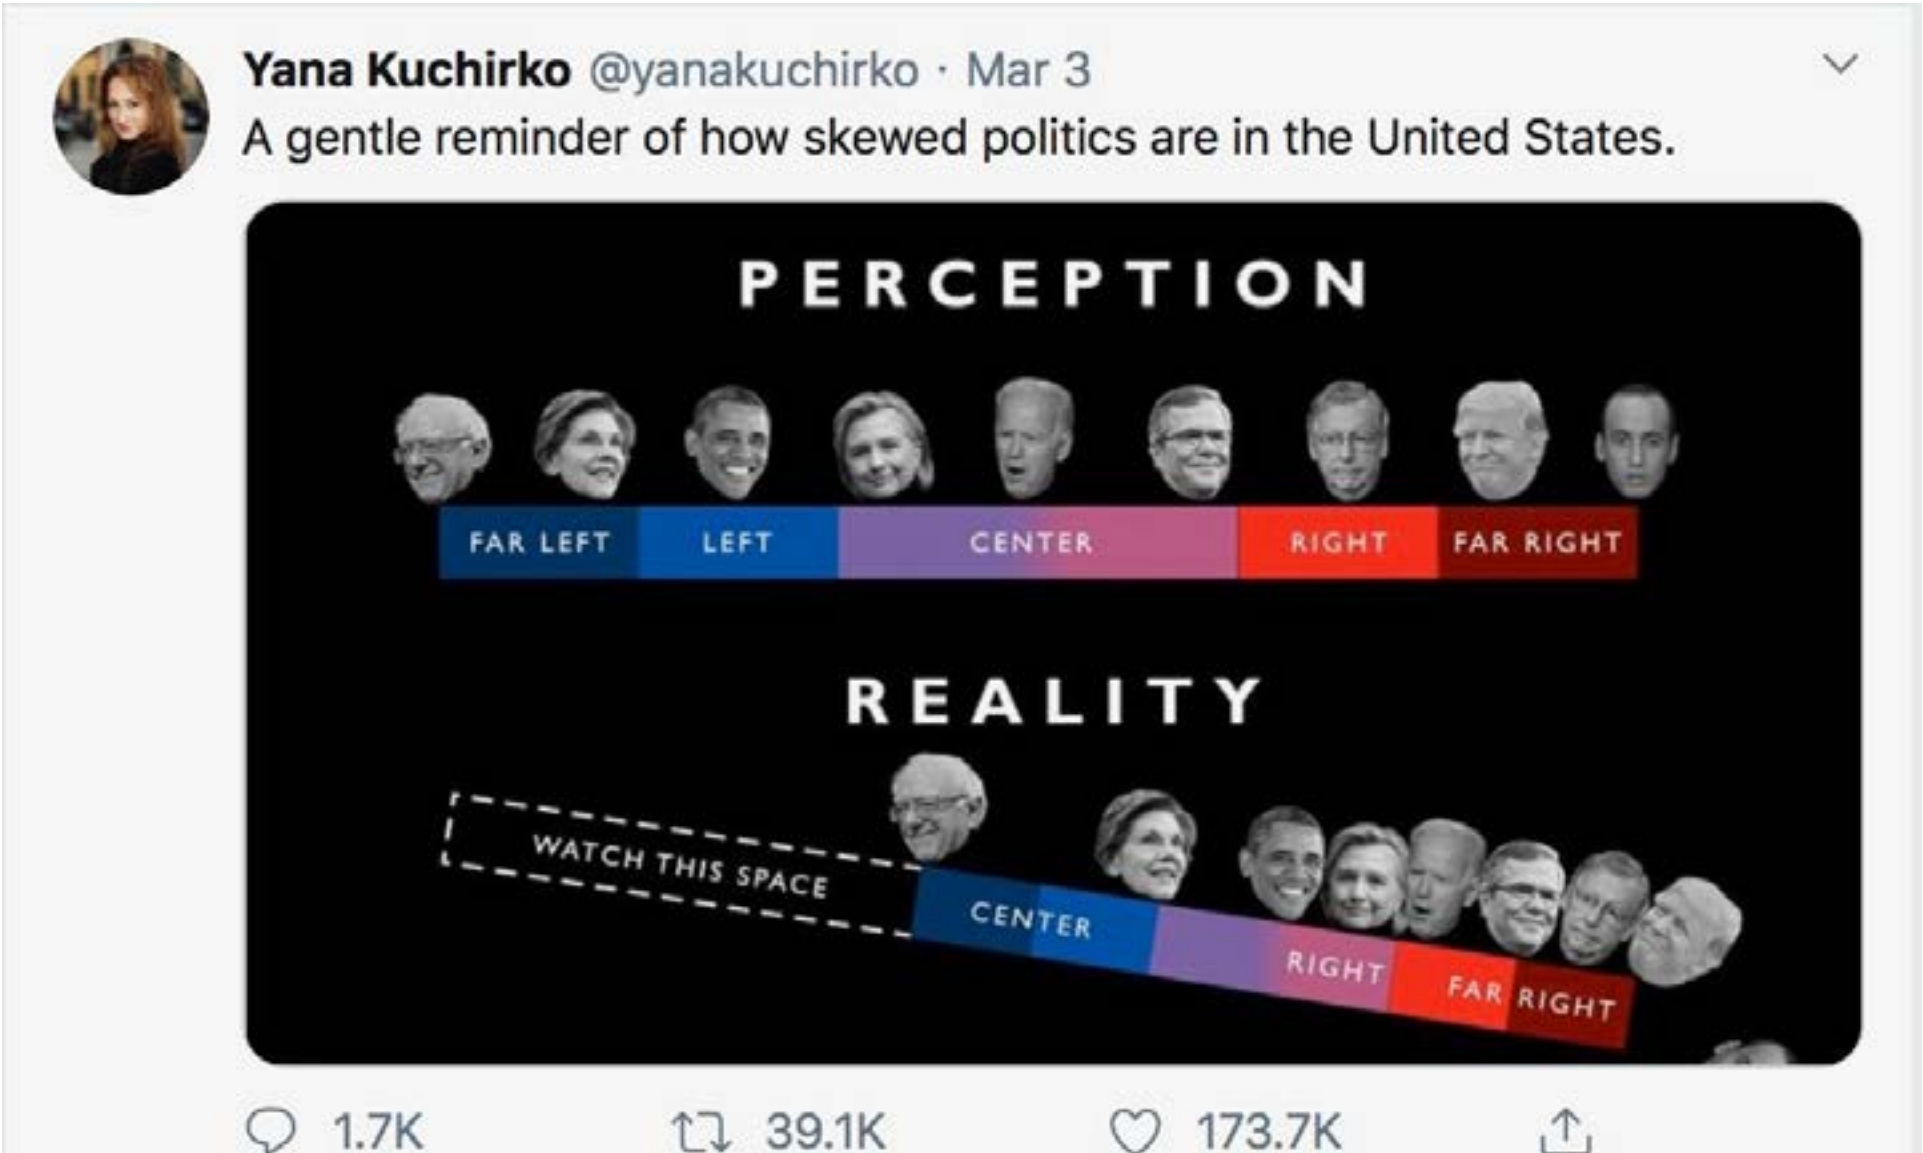 Yana Kuchirko @yanakuchirko · Mar 3
A gentle reminder of how skewed politics are in the United States.
PERCEPTION
FAR LEFT LEFT CENTER RIGHT FAR RIGHT
REALITY
WATCH THIS SPACE CENTER RIGHT FAR RIGHT
1.7K 39.1K 173.7K